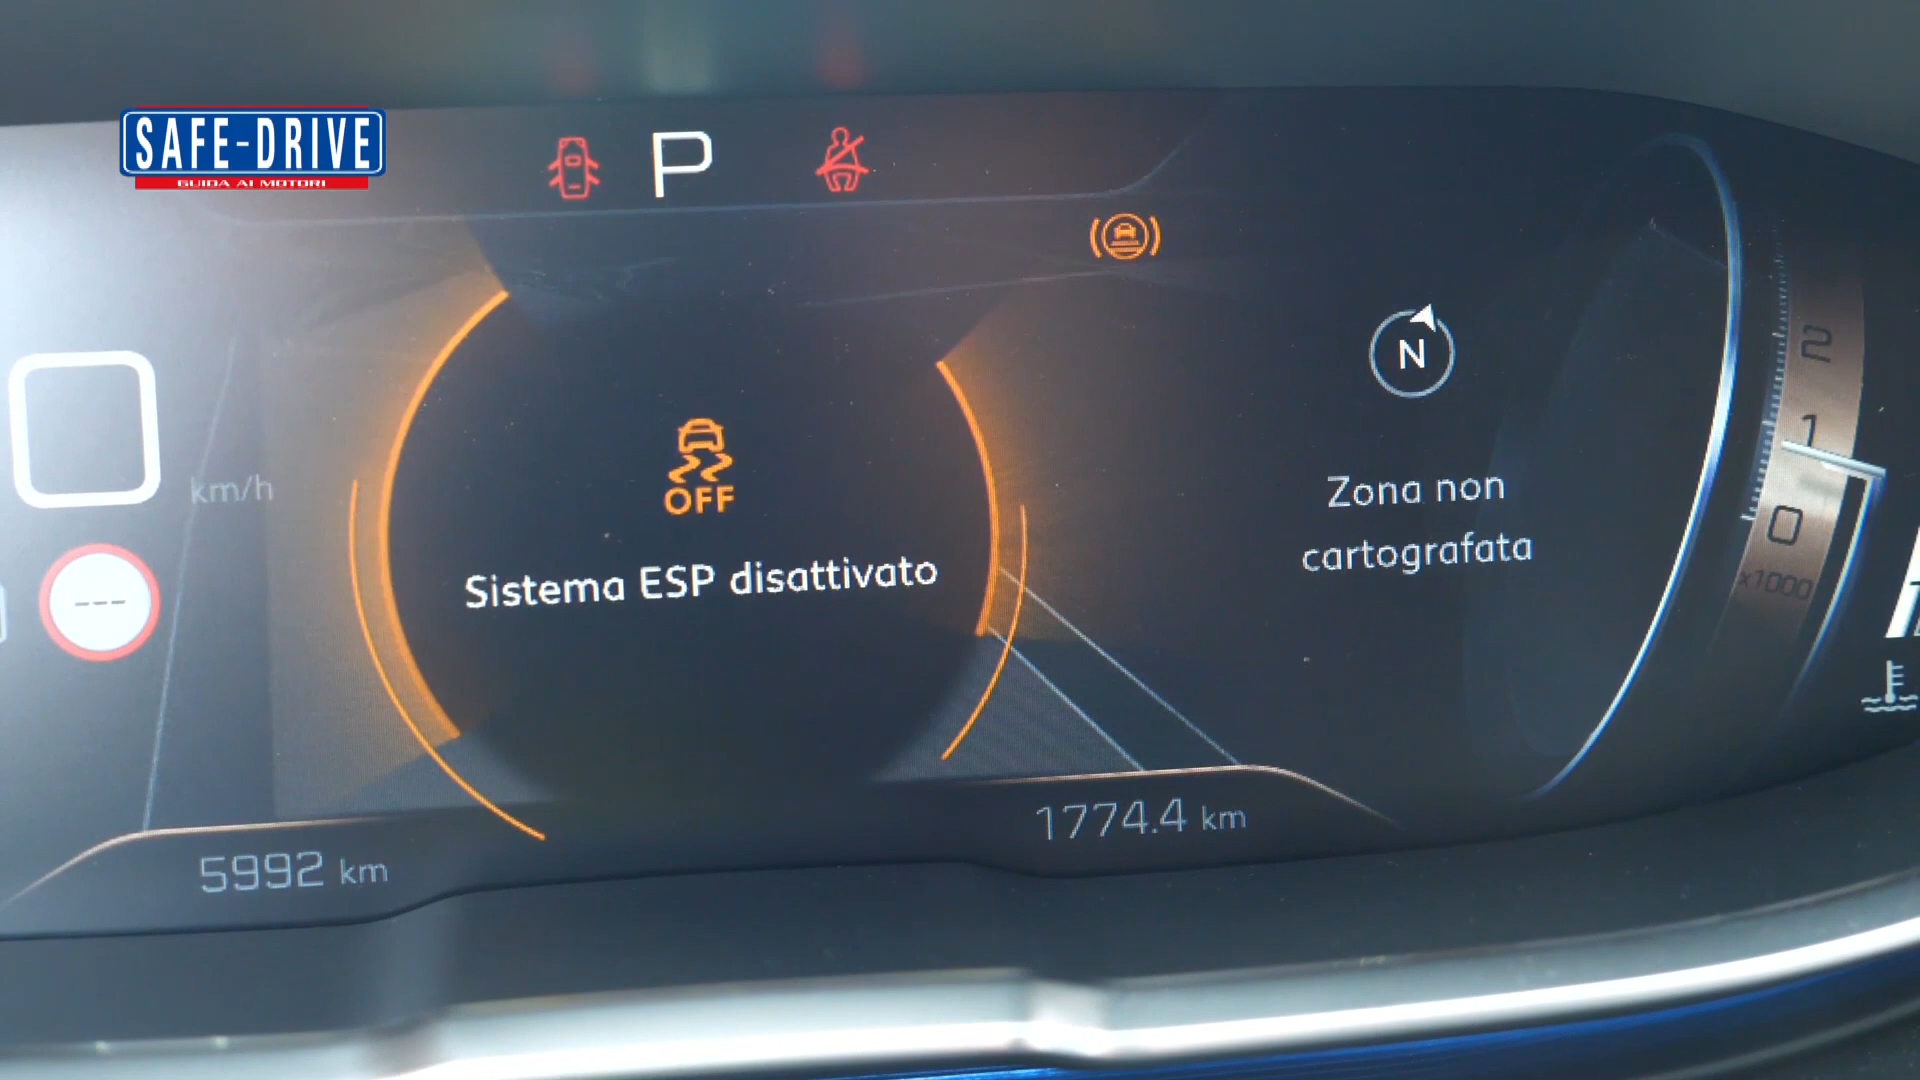 SAFE-DRIVE
GUIDA AI MOTORI
P
N
2
1
0
x1000
km/h
---
OFF
Sistema ESP disattivato
Zona non
cartografata
5992 km
1774.4 km